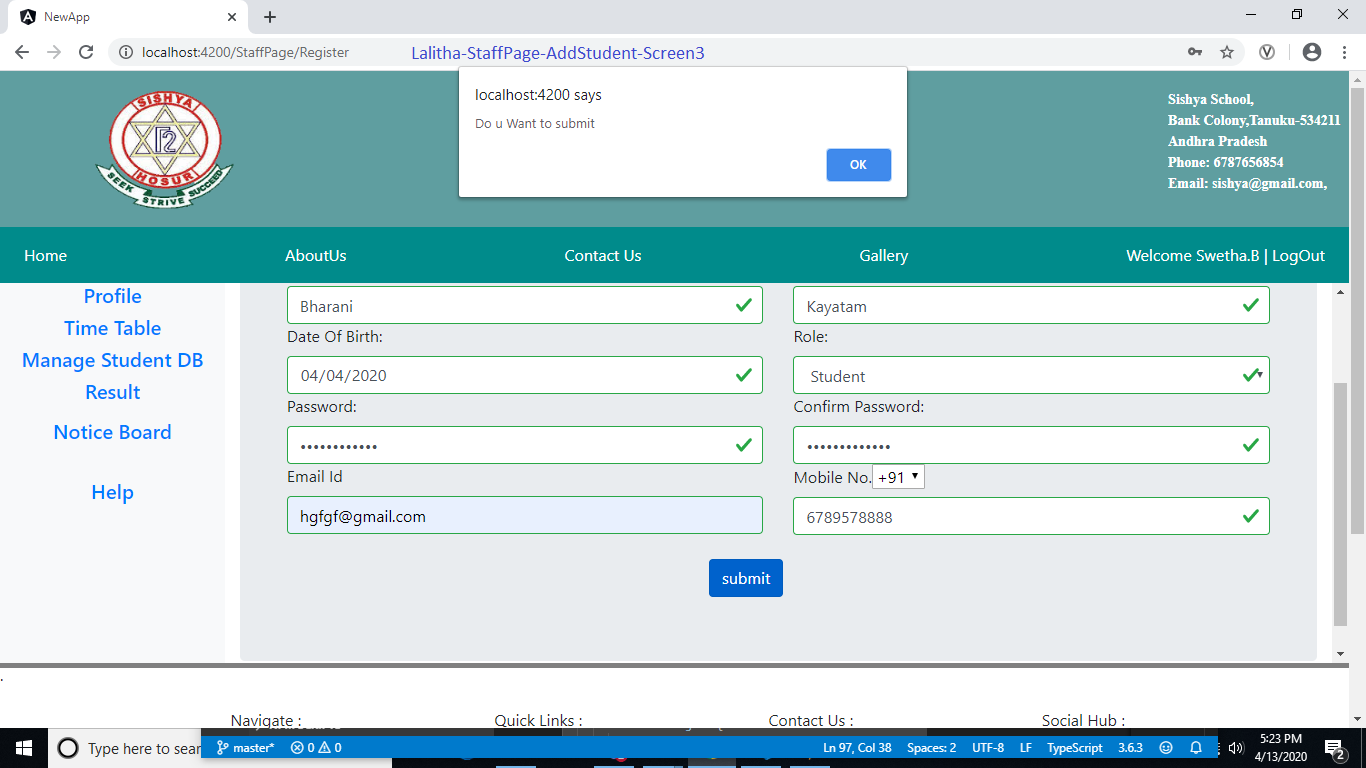 NewApp
localhost:4200/StaffPage/Register
Lalitha-StaffPage-AddStudent-Screen3
localhost:4200 says
Do u Want to submit
OK
SISHYA
HOSUR
SEEK STRIVE SUCCEED
Sishya School,
Bank Colony,Tanuku-534211
Andhra Pradesh
Phone: 6787656854
Email: sishya@gmail.com,
Home AboutUs Contact Us Gallery Welcome Swetha.B | LogOut
Profile
Time Table
Manage Student DB
Result
Notice Board
Help
Bharani Kayatam
Date Of Birth: Role:
04/04/2020 Student
Password: Confirm Password:
•••••••••••• •••••••••••••
Email Id Mobile No. +91
hgfgf@gmail.com 6789578888
submit
.
Navigate : Quick Links : Contact Us : Social Hub :
Type here to sear
master* 0 0 Ln 97, Col 38 Spaces: 2 UTF-8 LF TypeScript 3.6.3
5:23 PM
4/13/2020
2